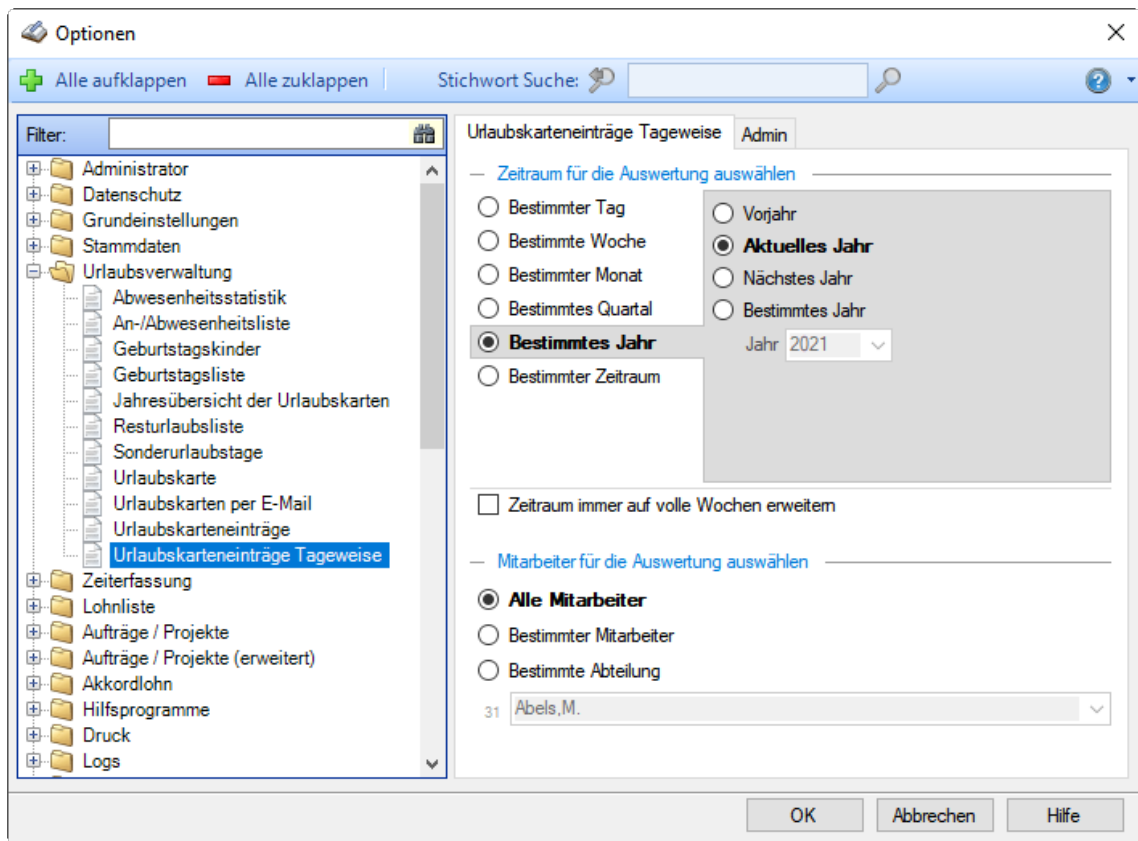 Optionen
Alle aufklappen Alle zuklappen Stichwort Suche:
Filter:
Administrator
Datenschutz
Grundeinstellungen
Stammdaten
Urlaubsverwaltung
Abwesenheitsstatistik
An-/Abwesenheitsliste
Geburtstagskinder
Geburtstagsliste
Jahresübersicht der Urlaubskarten
Resturlaubsliste
Sonderurlaubstage
Urlaubskarte
Urlaubskarten per E-Mail
Urlaubskarteneinträge
Urlaubskarteneinträge Tageweise
Zeiterfassung
Lohnliste
Aufträge / Projekte
Aufträge / Projekte (erweitert)
Akkordlohn
Hilfsprogramme
Druck
Logs
Urlaubskarteneinträge Tageweise Admin
Zeitraum für die Auswertung auswählen
Bestimmter Tag
Bestimmte Woche
Bestimmter Monat
Bestimmtes Quartal
Bestimmtes Jahr
Bestimmter Zeitraum
Vorjahr
Aktuelles Jahr
Nächstes Jahr
Bestimmtes Jahr
Jahr 2021
Zeitraum immer auf volle Wochen erweitern
Mitarbeiter für die Auswertung auswählen
Alle Mitarbeiter
Bestimmter Mitarbeiter
Bestimmte Abteilung
31 Abels,M.
OK Abbrechen Hilfe